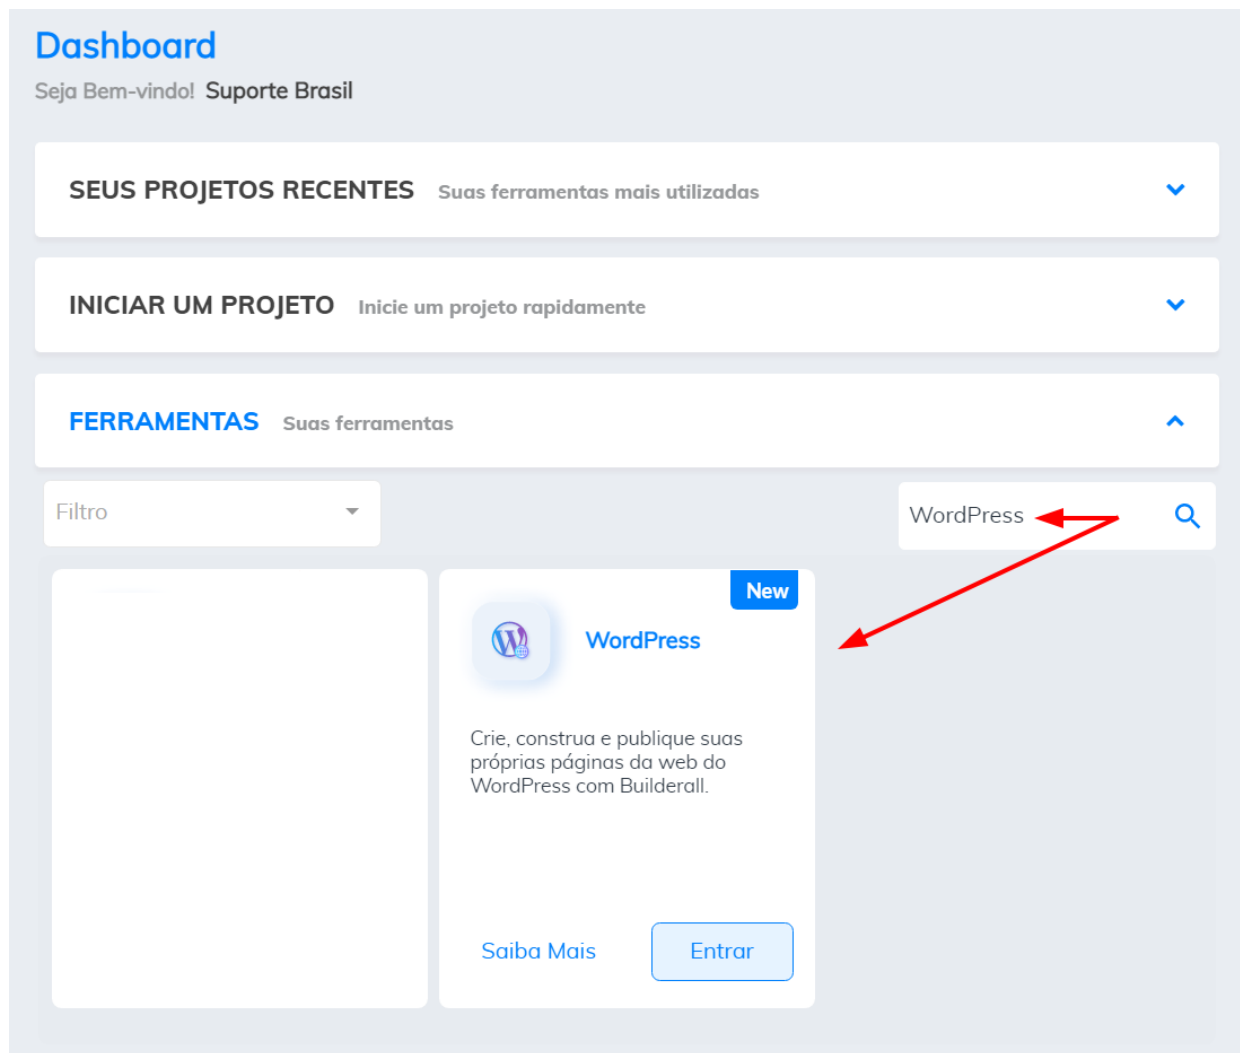 Dashboard
Seja Bem-vindo! Suporte Brasil
SEUS PROJETOS RECENTES Suas ferramentas mais utilizadas
INICIAR UM PROJETO Inicie um projeto rapidamente
FERRAMENTAS Suas ferramentas
Filtro
WordPress
New
WordPress
Crie, construa e publique suas
próprias páginas da web do
WordPress com Builderall.
Saiba Mais
Entrar